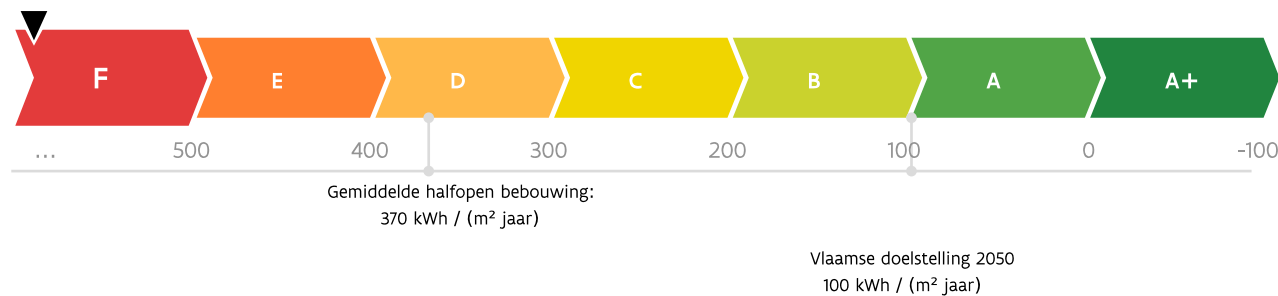 F E D C B A A+
... 500 400 300 200 100 0 -100
Gemiddelde halfopen bebouwing:
370 kWh / (m² jaar)
Vlaamse doelstelling 2050
100 kWh / (m² jaar)